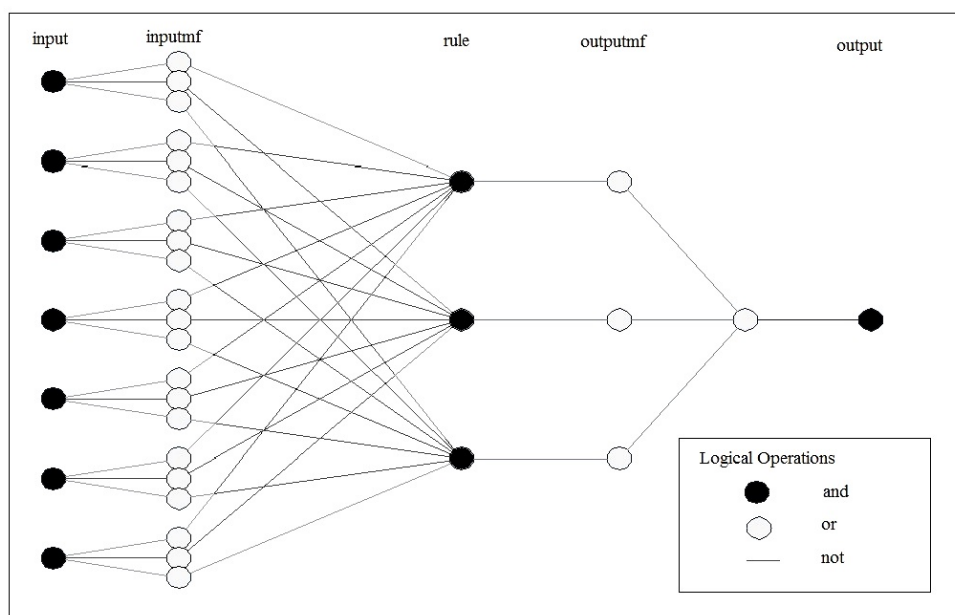 input
inputmf
rule
outputmf
output
Logical Operations
and
or
not